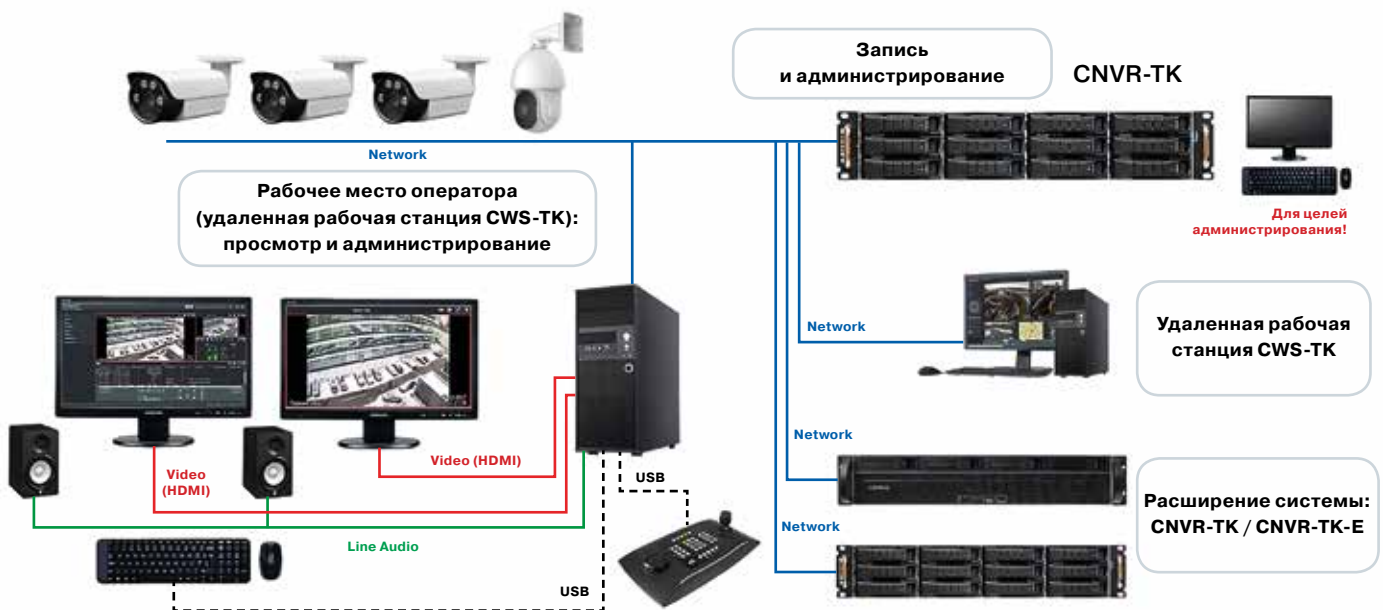 Запись
и администрирование
CNVR-TK
Network
Рабочее место оператора
(удаленная рабочая станция CWS-TK):
просмотр и администрирование
Для целей
администрирования!
Network
Удаленная рабочая
станция CWS-TK
Network
Video (HDMI)
Video
(HDMI)
USB
Расширение системы:
CNVR-TK / CNVR-TK-E
Network
Line Audio
USB